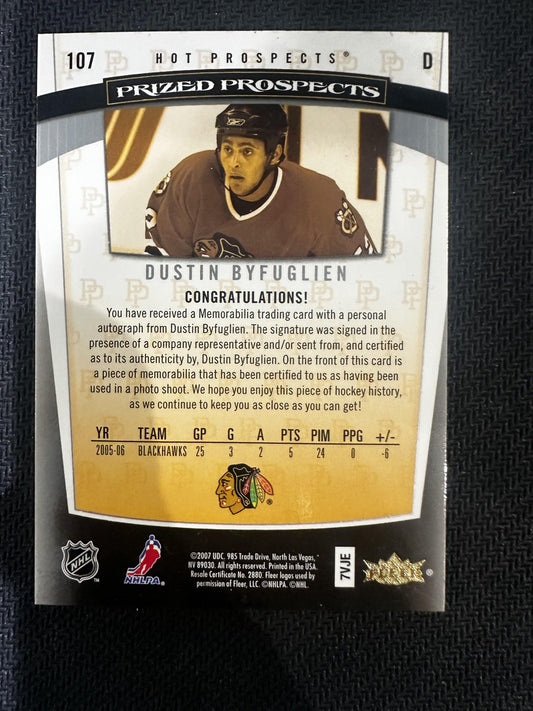 107 HOT PROSPECTS® D
PRIZED PROSPECTS
DUSTIN BYFUGLIEN
CONGRATULATIONS!
You have received a Memorabilia trading card with a personal
autograph from Dustin Byfuglien. The signature was signed in the
presence of a company representative and/or sent from, and certified
as to its authenticity by, Dustin Byfuglien. On the front of this card is
a piece of memorabilia that has been certified to us as having been
used in a photo shoot. We hope you enjoy this piece of hockey history,
as we continue to keep you as close as you can get!
YR TEAM GP G A PTS PIM PPG +/-
2005-06 BLACKHAWKS 25 3 2 5 24 0 -6
®
NHL
™
NHLPA.
©2007 UDC. 985 Trade Drive, North Las Vegas,
NV 89030. All rights reserved. Printed in the USA.
Resale Certificate No. 2880. Fleer logos used by
permission of Fleer, LLC. ©NHLPA. ©NHL.
7VJE
FLEER ®